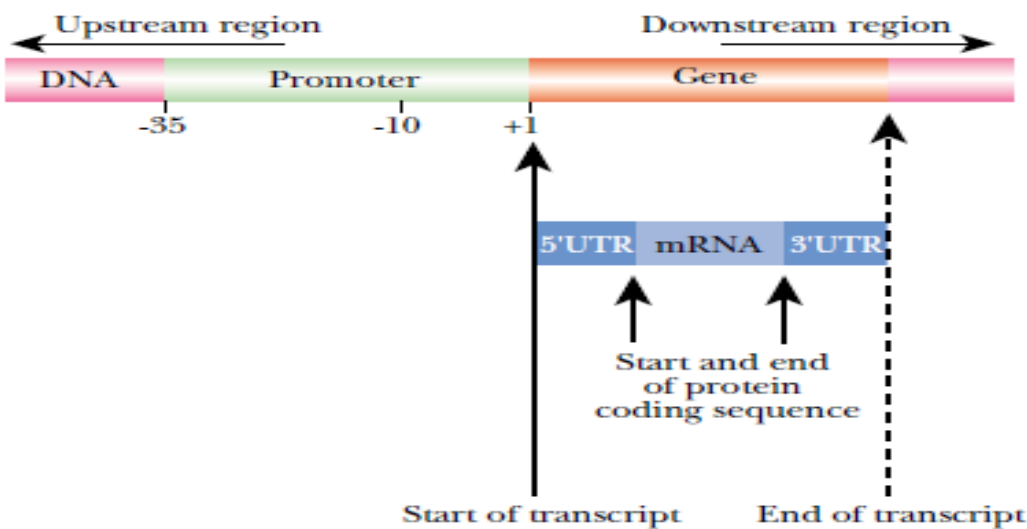 Upstream region Downstream region
DNA Promoter Gene
-35 -10 +1
5'UTR mRNA 3'UTR
Start and end
of protein
coding sequence
Start of transcript End of transcript